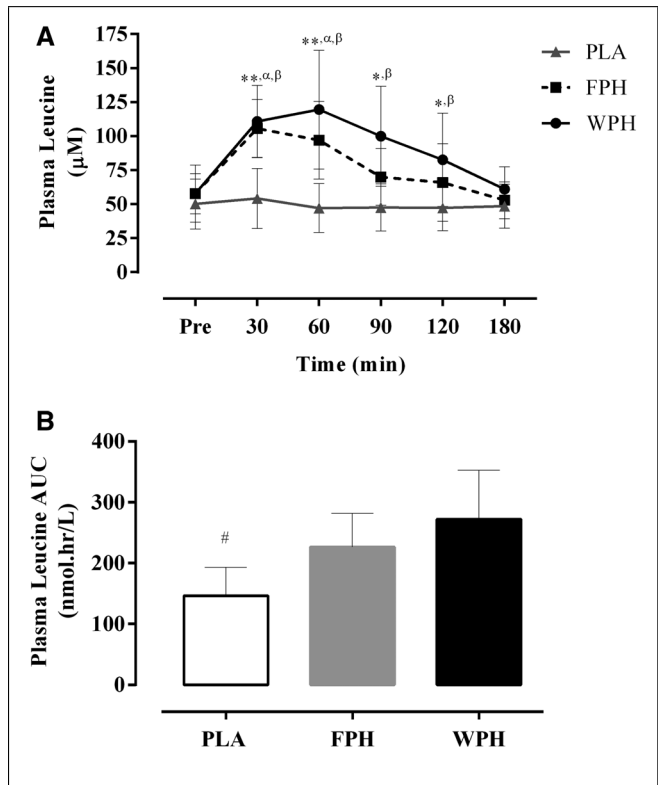 A
175
150
125
100
75
50
25
0
Plasma Leucine
(μM)
**,α,β
**,α,β
*,β
*,β
PLA
FPH
WPH
Pre 30 60 90 120 180
Time (min)
B
400
300
200
100
0
Plasma Leucine AUC
(nmol.hr/L)
#
PLA FPH WPH